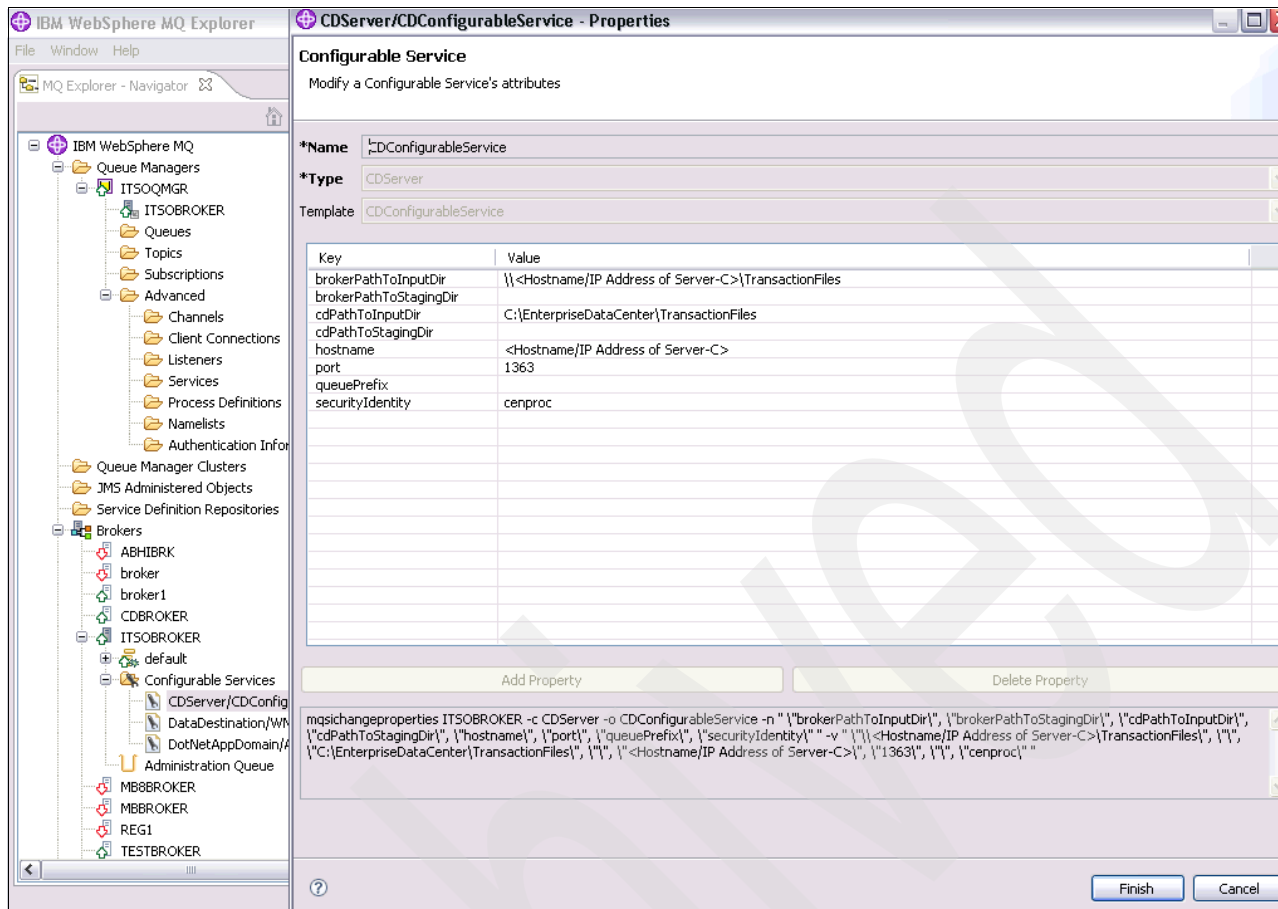 IBM WebSphere MQ Explorer
File Window Help
MQ Explorer - Navigator
IBM WebSphere MQ
Queue Managers
ITSOQMGR
ITSOBROKER
Queues
Topics
Subscriptions
Advanced
Channels
Client Connections
Listeners
Services
Process Definitions
Namelists
Authentication Infor
Queue Manager Clusters
JMS Administered Objects
Service Definition Repositories
Brokers
ABHIBRK
broker
broker1
CDBROKER
ITSOBROKER
default
Configurable Services
CDServer/CDConfig
DataDestination/WM
DotNetAppDomain/A
Administration Queue
MB8BROKER
MBBROKER
REG1
TESTBROKER
CDServer/CDConfigurableService - Properties
Configurable Service
Modify a Configurable Service's attributes
*Name CDConfigurableService
*Type CDServer
Template CDConfigurableService
Key Value
brokerPathToInputDir \\<Hostname/IP Address of Server-C>\TransactionFiles
brokerPathToStagingDir
cdPathToInputDir C:\EnterpriseDataCenter\TransactionFiles
cdPathToStagingDir
hostname <Hostname/IP Address of Server-C>
port 1363
queuePrefix
securityIdentity cenproc
Add Property Delete Property
mqsichangeproperties ITSOBROKER -c CDServer -o CDConfigurableService -n " \"brokerPathToInputDir\", \"brokerPathToStagingDir\", \"cdPathToInputDir\",
\"cdPathToStagingDir\", \"hostname\", \"port\", \"queuePrefix\", \"securityIdentity\" " -v " \"\\<Hostname/IP Address of Server-C>\TransactionFiles\", \"\",
\"C:\EnterpriseDataCenter\TransactionFiles\", \"\", \"<Hostname/IP Address of Server-C>\", \"1363\", \"\", \"cenproc\" "
Finish Cancel